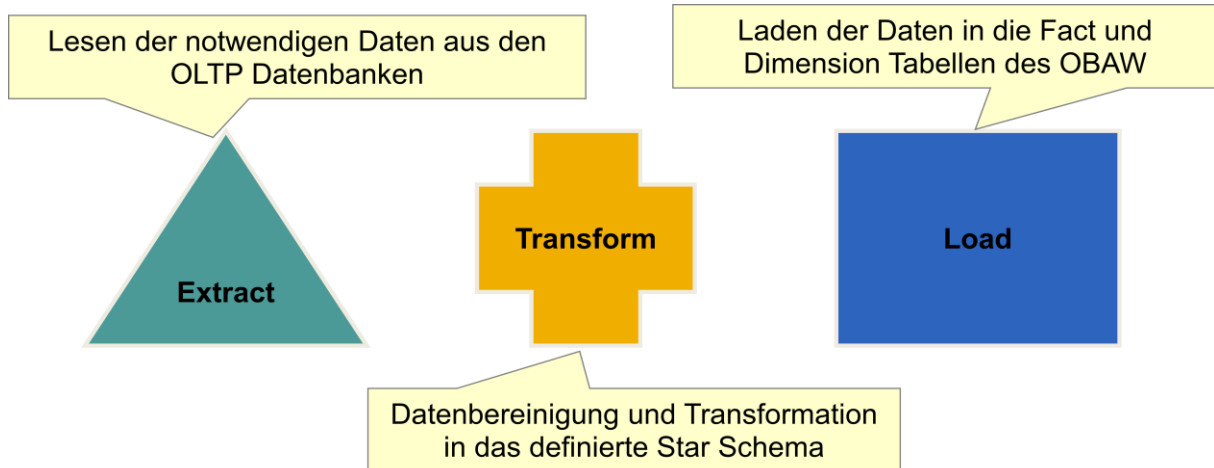 Lesen der notwendigen Daten aus den
OLTP Datenbanken
Laden der Daten in die Fact und
Dimension Tabellen des OBAW
Extract
Transform
Load
Datenbereinigung und Transformation
in das definierte Star Schema